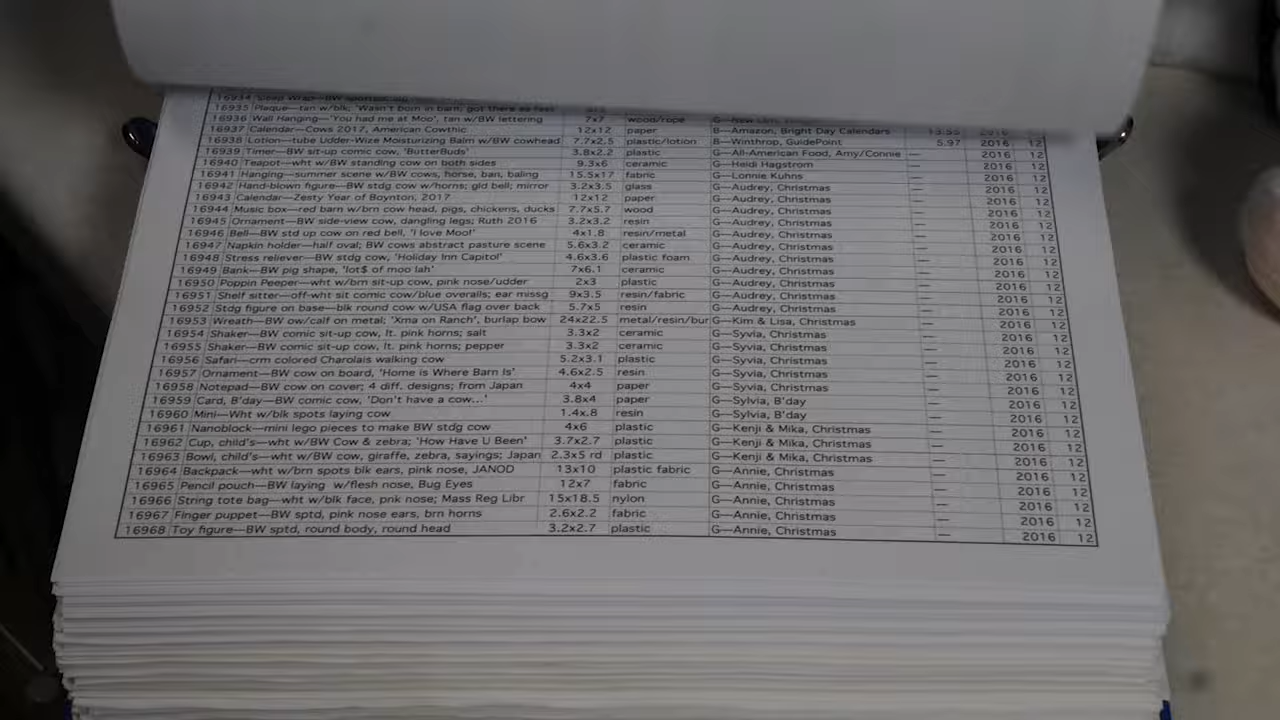 16935 Plaque—tan w/blk; 'Wasn't born in barn; got there as fast
16936 Wall Hanging—'You had me at Moo', tan w/BW lettering 7x7 wood/rope
16937 Calendar—Cows 2017, American Cowthic 12x12 paper B—Amazon, Bright Day Calendars 13.55 2016 12
16938 Lotion—tube Udder-Wize Moisturizing Balm w/BW cowhead 7.7x2.5 plastic/lotion B—Winthrop, GuidePoint 5.97 2016 12
16939 Timer—BW sit-up comic cow, 'ButterBuds' 3.8x2.2 plastic G—All-American Food, Amy/Connie — 2016 12
16940 Teapot—wht w/BW standing cow on both sides 9.3x6 ceramic G—Heidi Hagstrom — 2016 12
16941 Hanging—summer scene w/BW cows, horse, ban, baling 15.5x17 fabric G—Lonnie Kuhns — 2016 12
16942 Hand-blown figure—BW stdg cow w/horns; gld bell; mirror 3.2x3.5 glass G—Audrey, Christmas — 2016 12
16943 Calendar—Zesty Year of Boynton, 2017 12x12 paper G—Audrey, Christmas — 2016 12
16944 Music box—red barn w/brn cow head, pigs, chickens, ducks 7.7x5.7 wood G—Audrey, Christmas — 2016 12
16945 Ornament—BW side-view cow, dangling legs; Ruth 2016 3.2x3.2 resin G—Audrey, Christmas — 2016 12
16946 Bell—BW std up cow on red bell, 'I love Moo!' 4x1.8 resin/metal G—Audrey, Christmas — 2016 12
16947 Napkin holder—half oval; BW cows abstract pasture scene 5.6x3.2 ceramic G—Audrey, Christmas — 2016 12
16948 Stress reliever—BW stdg cow, 'Holiday Inn Capitol' 4.6x3.6 plastic foam G—Audrey, Christmas — 2016 12
16949 Bank—BW pig shape, 'lot$ of moo lah' 7x6.1 ceramic G—Audrey, Christmas — 2016 12
16950 Poppin Peeper—wht w/brn sit-up cow, pink nose/udder 2x3 plastic G—Audrey, Christmas — 2016 12
16951 Shelf sitter—off-wht sit comic cow/blue overalls; ear missg 9x3.5 resin/fabric G—Audrey, Christmas — 2016 12
16952 Stdg figure on base—blk round cow w/USA flag over back 5.7x5 resin G—Audrey, Christmas — 2016 12
16953 Wreath—BW ow/calf on metal; 'Xma on Ranch', burlap bow 24x22.5 metal/resin/bur G—Kim & Lisa, Christmas — 2016 12
16954 Shaker—BW comic sit-up cow, lt. pink horns; salt 3.3x2 ceramic G—Syvia, Christmas — 2016 12
16955 Shaker—BW comic sit-up cow, lt. pink horns; pepper 3.3x2 ceramic G—Syvia, Christmas — 2016 12
16956 Safari—crm colored Charolais walking cow 5.2x3.1 plastic G—Syvia, Christmas — 2016 12
16957 Ornament—BW cow on board, 'Home is Where Barn Is' 4.6x2.5 resin G—Syvia, Christmas — 2016 12
16958 Notepad—BW cow on cover; 4 diff. designs; from Japan 4x4 paper G—Syvia, Christmas — 2016 12
16959 Card, B'day—BW comic cow, 'Don't have a cow...' 3.8x4 paper G—Sylvia, B'day — 2016 12
16960 Mini—Wht w/blk spots laying cow 1.4x.8 resin G—Sylvia, B'day — 2016 12
16961 Nanoblock—mini lego pieces to make BW stdg cow 4x6 plastic G—Kenji & Mika, Christmas — 2016 12
16962 Cup, child's—wht w/BW Cow & zebra; 'How Have U Been' 3.7x2.7 plastic G—Kenji & Mika, Christmas — 2016 12
16963 Bowl, child's—wht w/BW cow, giraffe, zebra, sayings; Japan 2.3x5 rd plastic G—Kenji & Mika, Christmas — 2016 12
16964 Backpack—wht w/brn spots blk ears, pink nose, JANOD 13x10 plastic fabric G—Annie, Christmas — 2016 12
16965 Pencil pouch—BW laying w/flesh nose, Bug Eyes 12x7 fabric G—Annie, Christmas — 2016 12
16966 String tote bag—wht w/blk face, pnk nose; Mass Reg Libr 15x18.5 nylon G—Annie, Christmas — 2016 12
16967 Finger puppet—BW sptd, pink nose ears, brn horns 2.6x2.2 fabric G—Annie, Christmas — 2016 12
16968 Toy figure—BW sptd, round body, round head 3.2x2.7 plastic G—Annie, Christmas — 2016 12